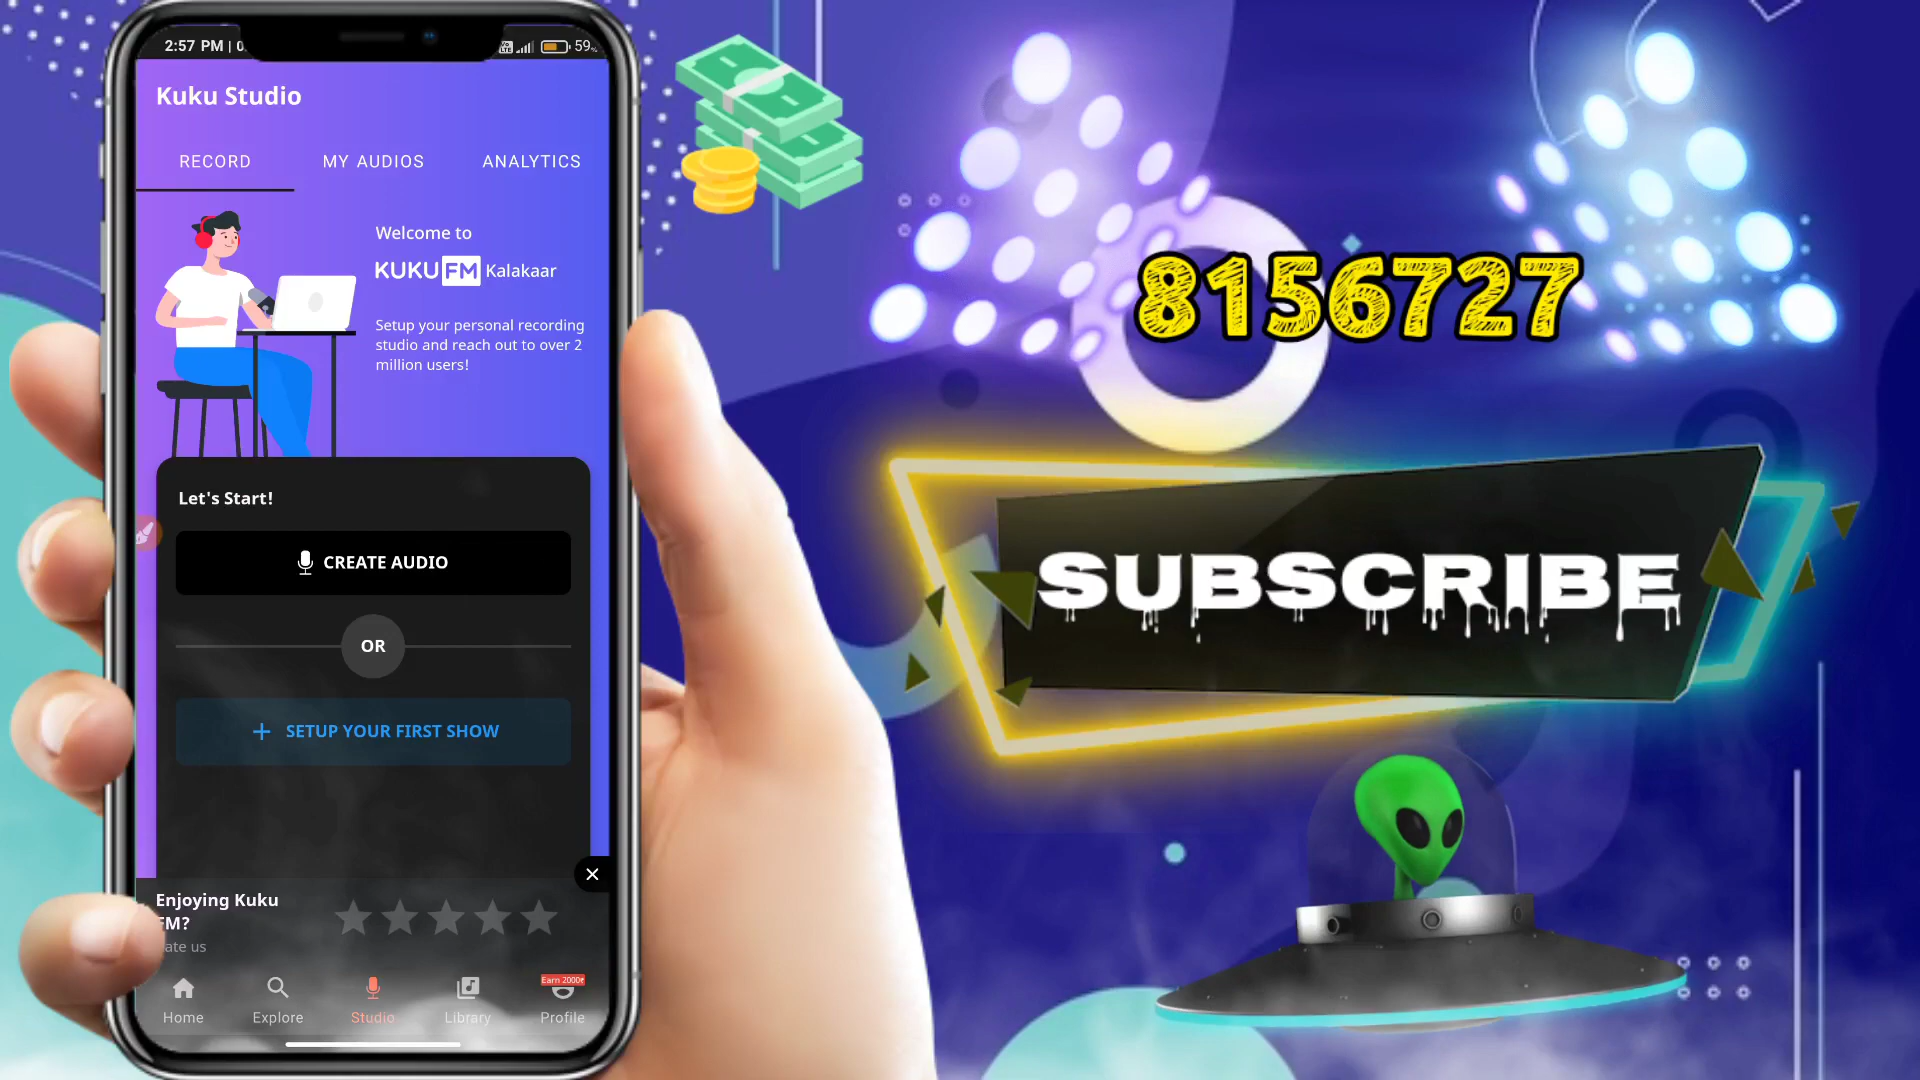 2:57 PM | 0
59%
Kuku Studio
RECORD
MY AUDIOS
ANALYTICS
Welcome to
KUKU FM Kalakaar
Setup your personal recording
studio and reach out to over 2
million users!
8156727
Let's Start!
CREATE AUDIO
OR
SETUP YOUR FIRST SHOW
SUBSCRIBE
Enjoying Kuku
FM?
ate us
Earn 2000₹
Home
Explore
Studio
Library
Profile